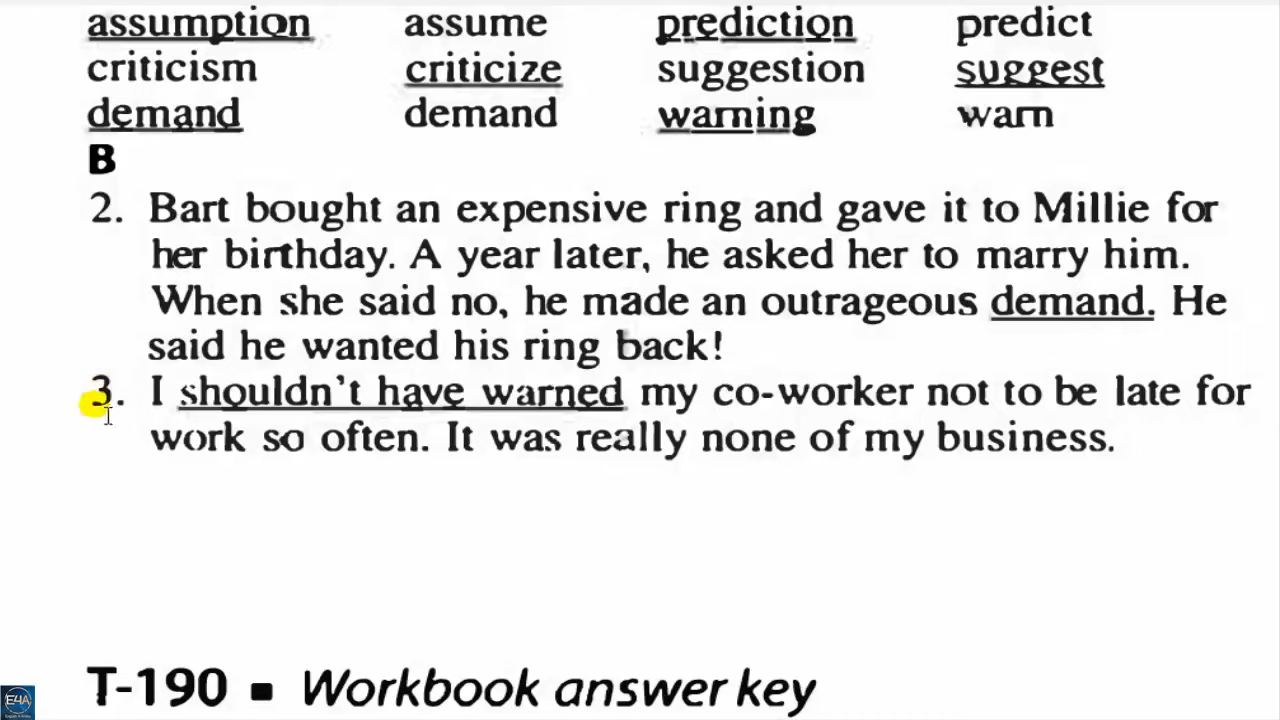 assumption assume prediction predict
criticism criticize suggestion suggest
demand demand warning warn
B
2. Bart bought an expensive ring and gave it to Millie for
her birthday. A year later, he asked her to marry him.
When she said no, he made an outrageous demand. He
said he wanted his ring back!
3. I shouldn't have warned my co-worker not to be late for
work so often. It was really none of my business.
T-190 ▪ Workbook answer key
E4A